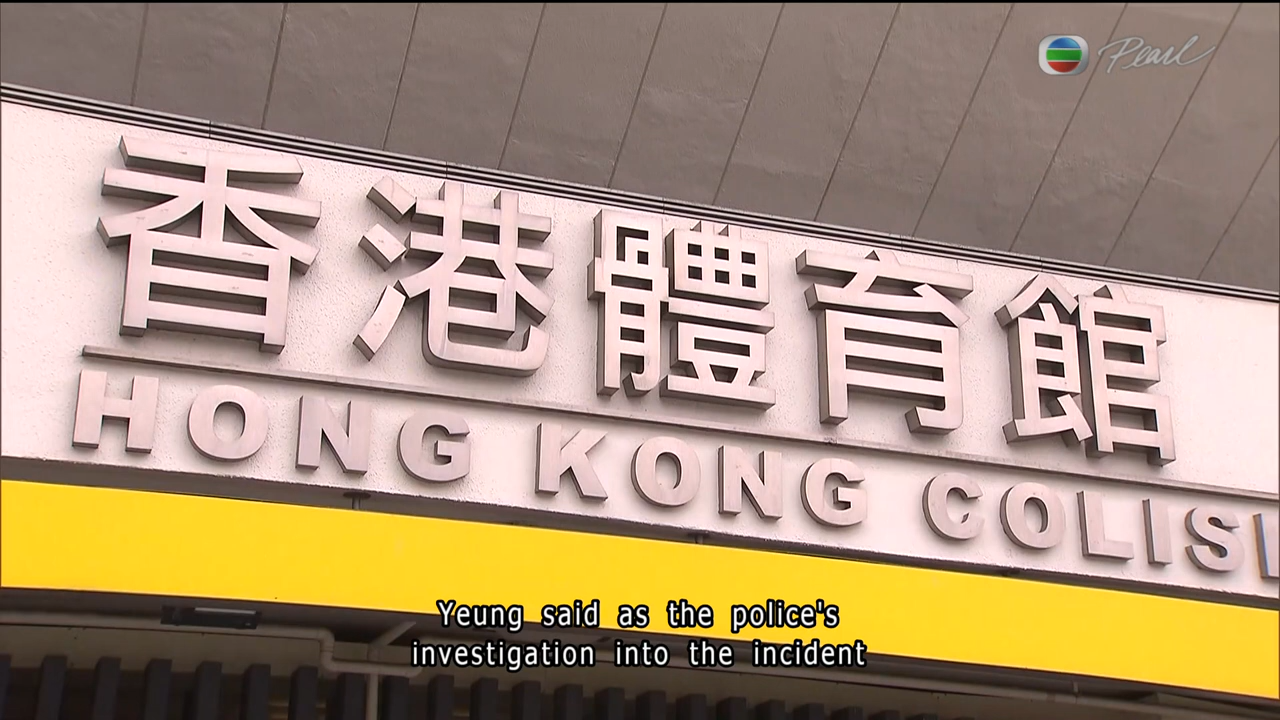 Pearl
香港體育館
HONG KONG COLIS
Yeung said as the police's
investigation into the incident